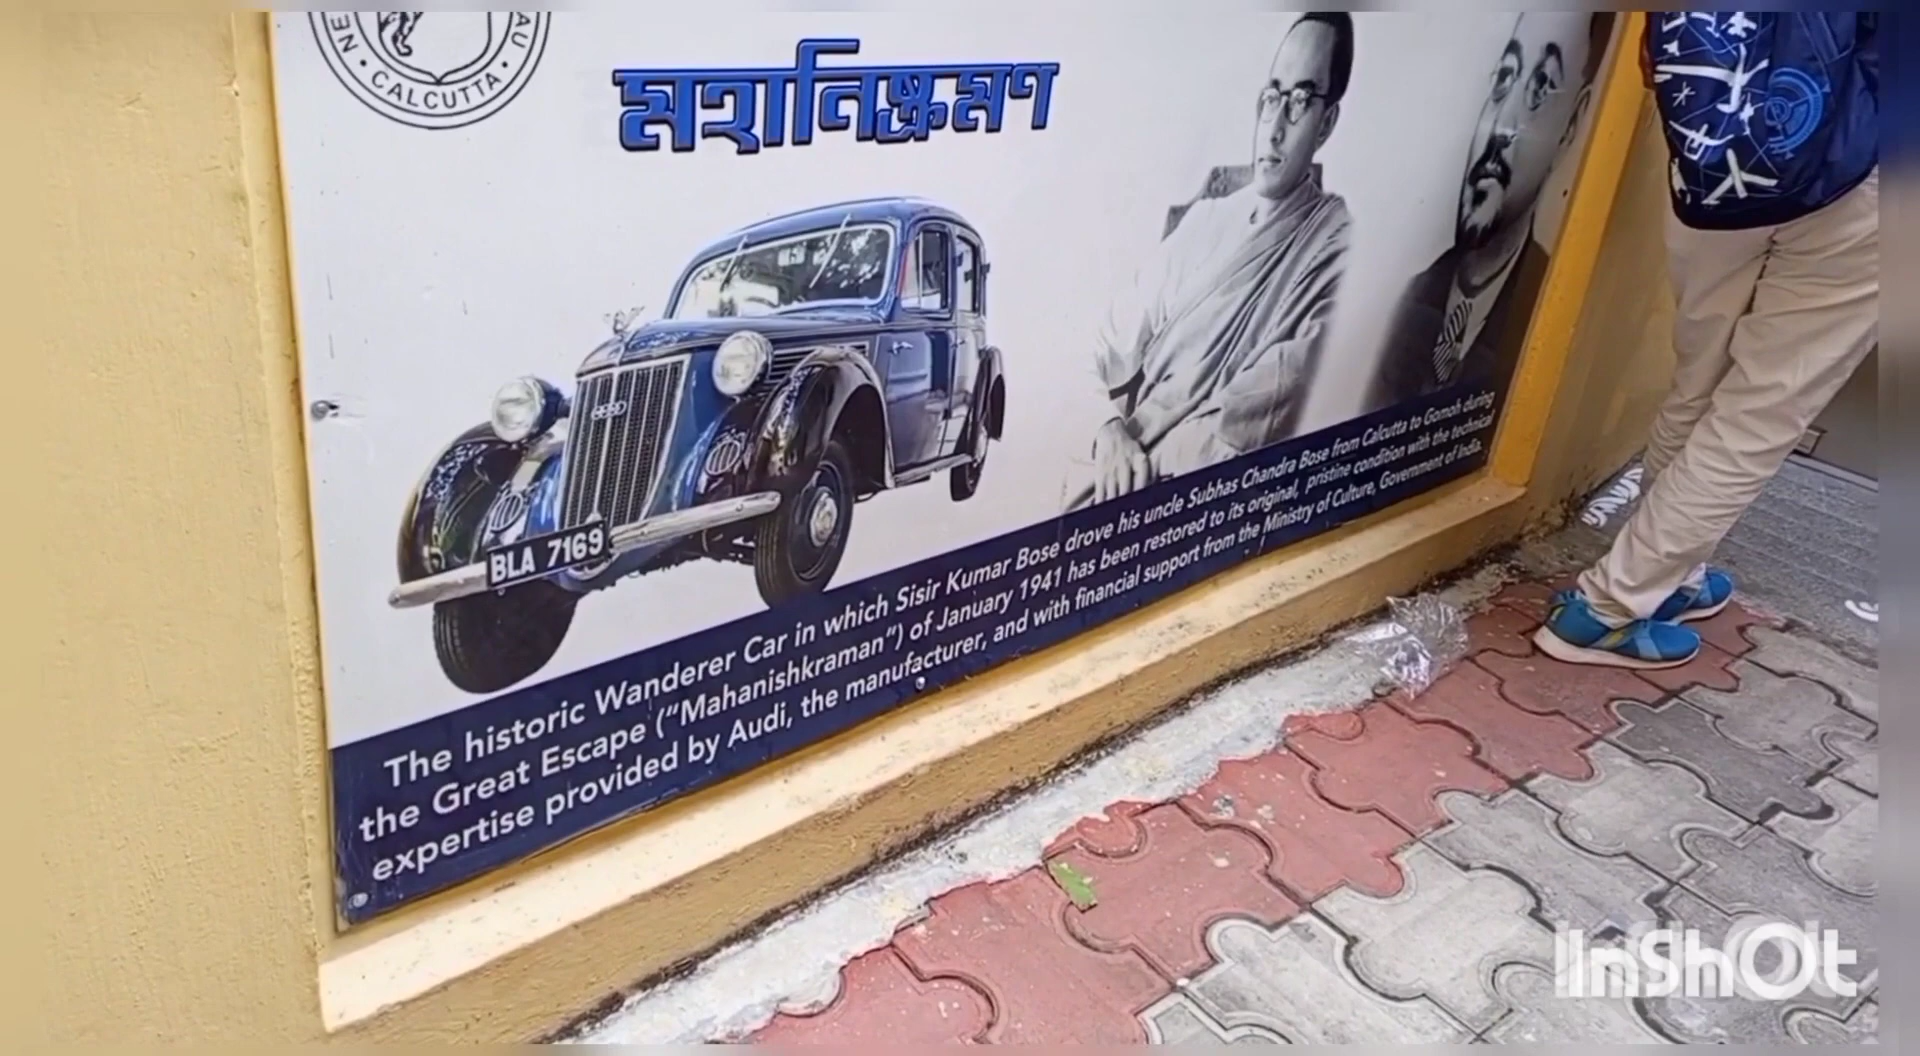 CALCUTTA
মহানিষ্ক্রমণ
BLA 7169
The historic Wanderer Car in which Sisir Kumar Bose drove his uncle Subhas Chandra Bose from Calcutta to Gomoh during
the Great Escape ("Mahanishkraman") of January 1941 has been restored to its original, pristine condition with the technical
expertise provided by Audi, the manufacturer, and with financial support from the Ministry of Culture, Government of India.
InShOt